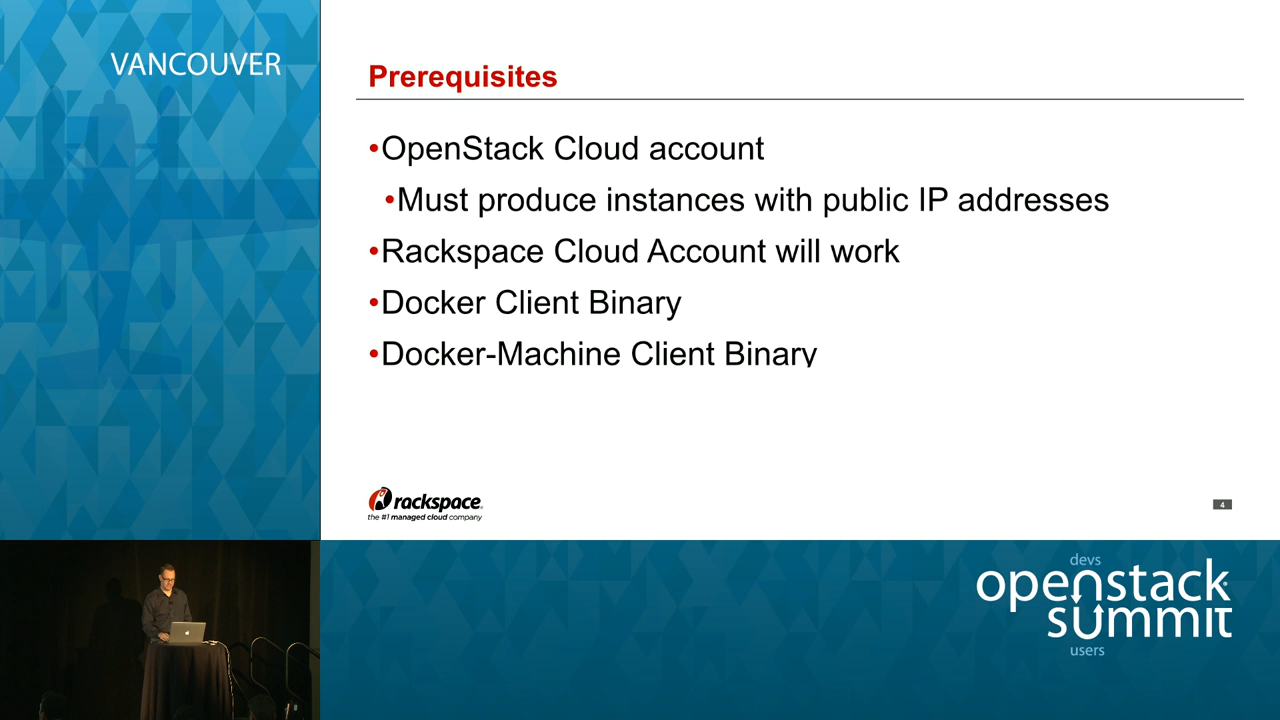 VANCOUVER
Prerequisites
•OpenStack Cloud account
•Must produce instances with public IP addresses
•Rackspace Cloud Account will work
•Docker Client Binary
•Docker-Machine Client Binary
rackspace.
the #1 managed cloud company
4
devs
openstack
summit
users